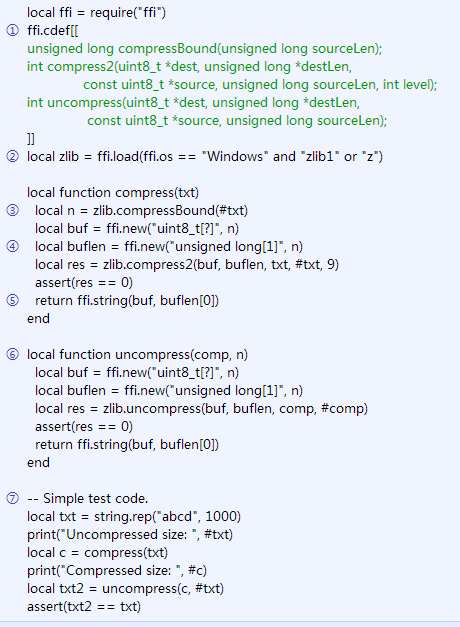 local ffi = require("ffi")
① ffi.cdef[[
unsigned long compressBound(unsigned long sourceLen);
int compress2(uint8_t *dest, unsigned long *destLen,
const uint8_t *source, unsigned long sourceLen, int level);
int uncompress(uint8_t *dest, unsigned long *destLen,
const uint8_t *source, unsigned long sourceLen);
]]
② local zlib = ffi.load(ffi.os == "Windows" and "zlib1" or "z")
local function compress(txt)
③ local n = zlib.compressBound(#txt)
local buf = ffi.new("uint8_t[?]", n)
④ local buflen = ffi.new("unsigned long[1]", n)
local res = zlib.compress2(buf, buflen, txt, #txt, 9)
assert(res == 0)
⑤ return ffi.string(buf, buflen[0])
end
⑥ local function uncompress(comp, n)
local buf = ffi.new("uint8_t[?]", n)
local buflen = ffi.new("unsigned long[1]", n)
local res = zlib.uncompress(buf, buflen, comp, #comp)
assert(res == 0)
return ffi.string(buf, buflen[0])
end
⑦ -- Simple test code.
local txt = string.rep("abcd", 1000)
print("Uncompressed size: ", #txt)
local c = compress(txt)
print("Compressed size: ", #c)
local txt2 = uncompress(c, #txt)
assert(txt2 == txt)